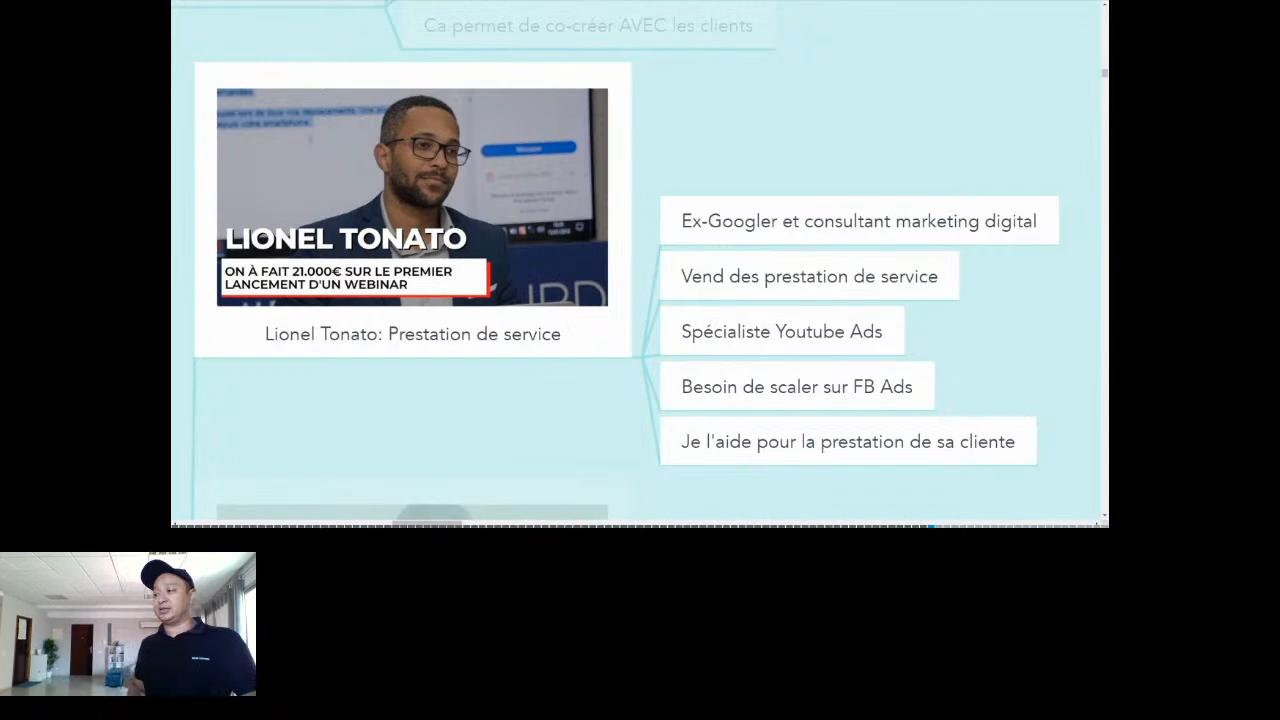 Ca permet de co-créer AVEC les clients
LIONEL TONATO
ON À FAIT 21.000€ SUR LE PREMIER
LANCEMENT D'UN WEBINAR
Lionel Tonato: Prestation de service
Ex-Googler et consultant marketing digital
Vend des prestation de service
Spécialiste Youtube Ads
Besoin de scaler sur FB Ads
Je l'aide pour la prestation de sa cliente